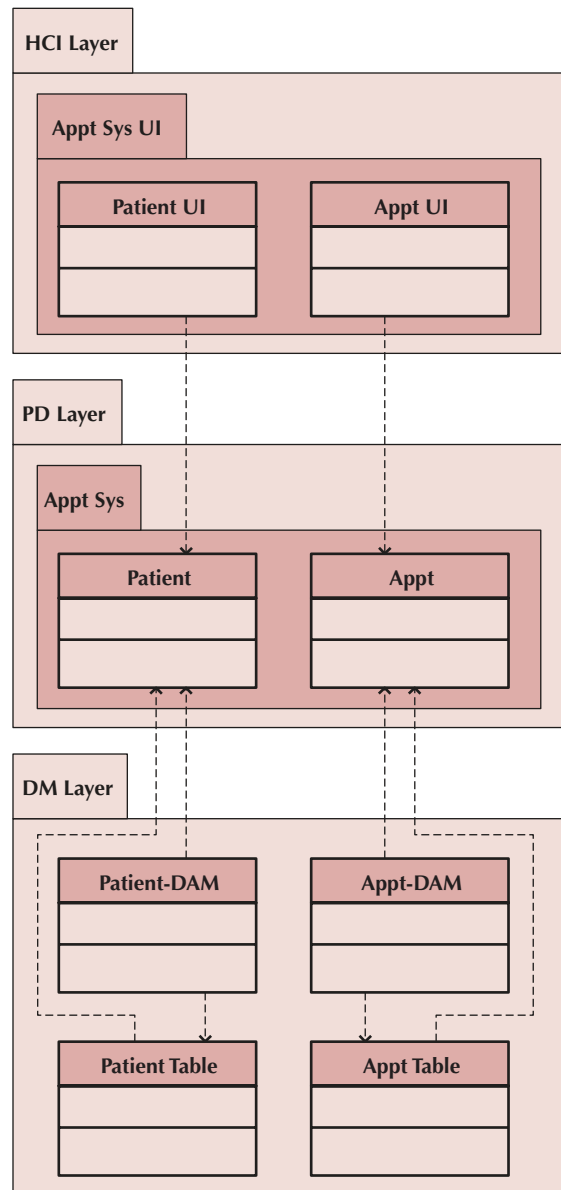 HCI Layer
Appt Sys UI
Patient UI
Appt UI
PD Layer
Appt Sys
Patient
Appt
DM Layer
Patient-DAM
Appt-DAM
Patient Table
Appt Table